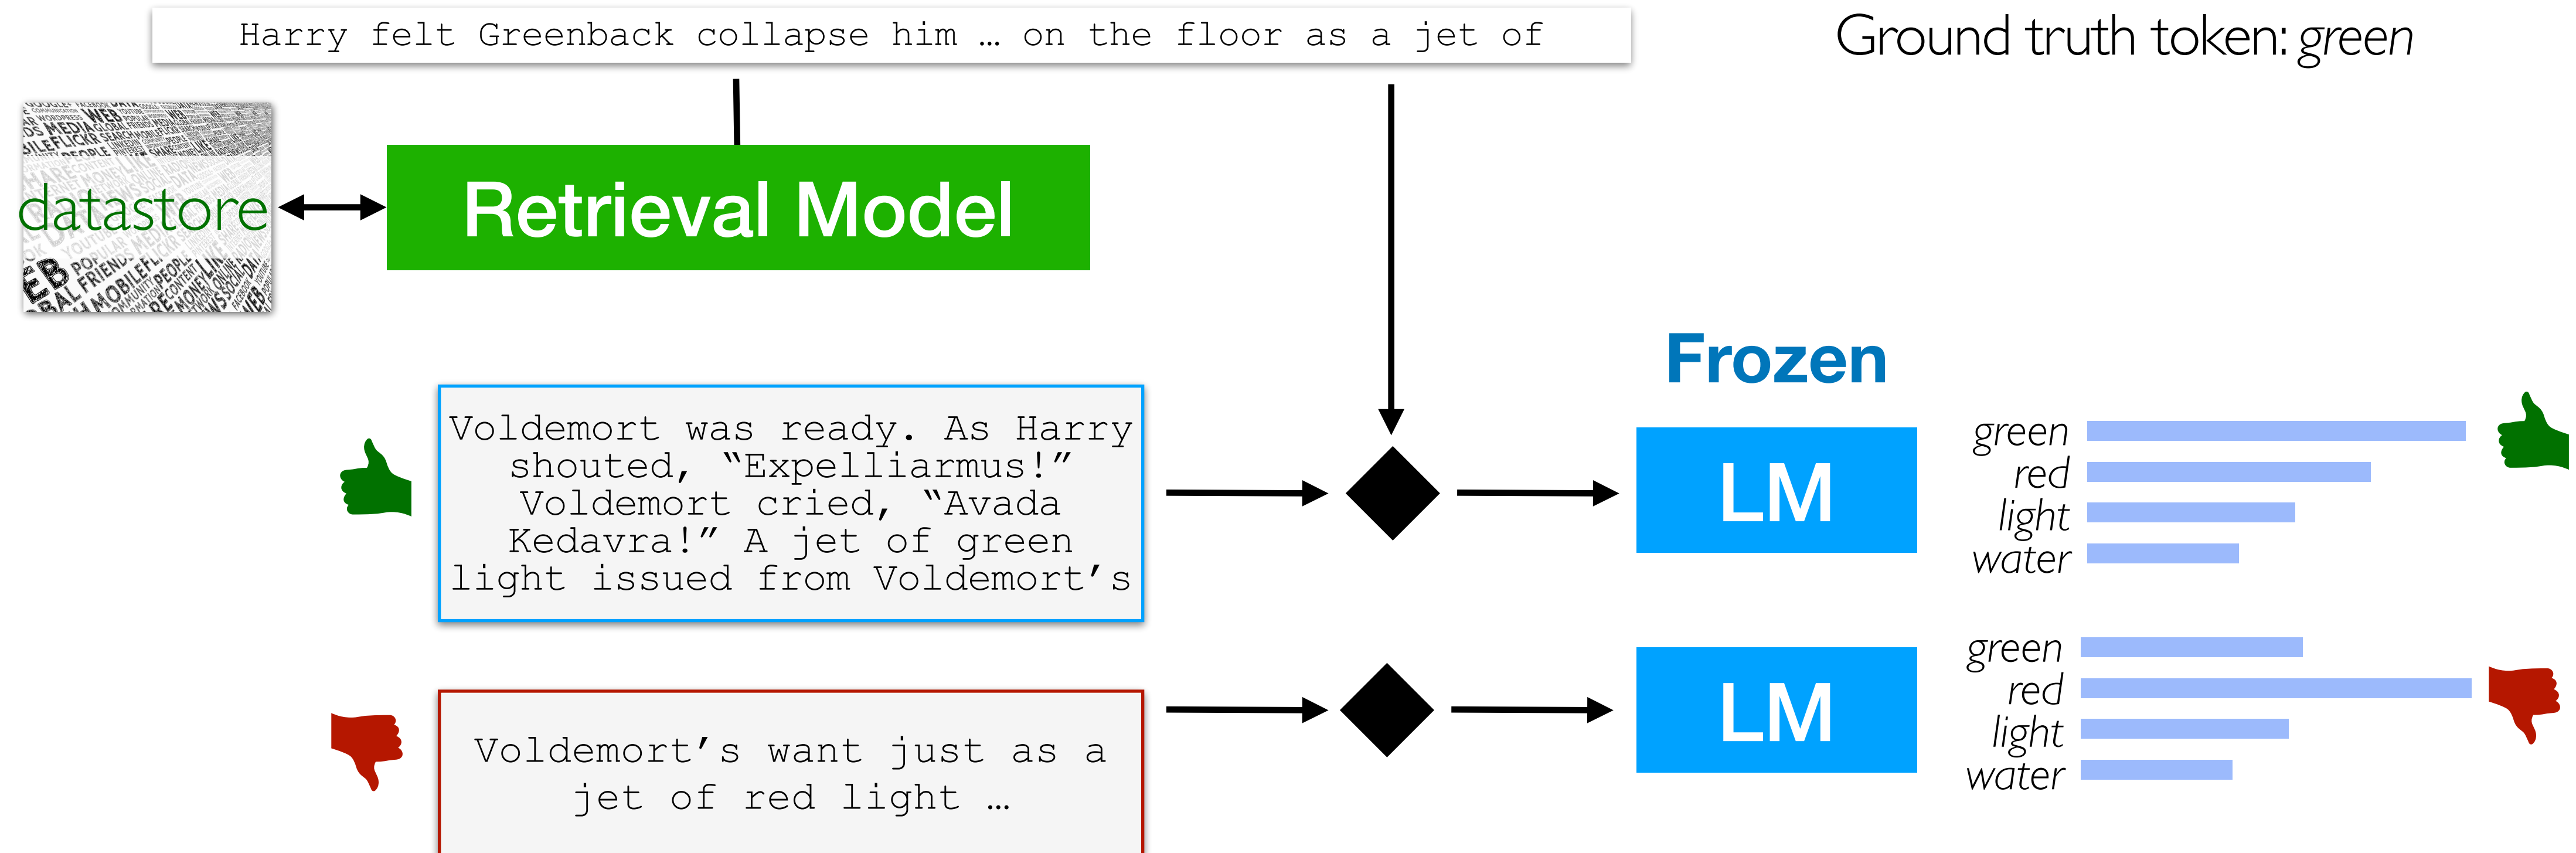 Harry felt Greenback collapse him … on the floor as a jet of
Ground truth token: green
datastore
Retrieval Model
Frozen
Voldemort was ready. As Harry
shouted, “Expelliarmus!”
Voldemort cried, “Avada
Kedavra!” A jet of green
light issued from Voldemort’s
LM
green
red
light
water
Voldemort’s want just as a
jet of red light …
LM
green
red
light
water